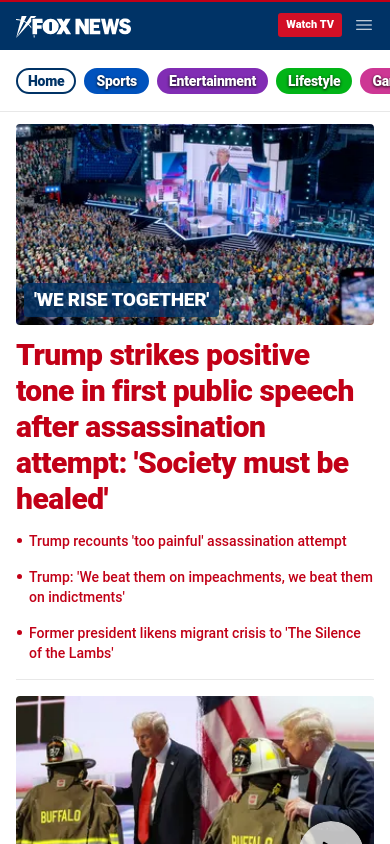 FOX NEWS
Watch TV
Home
Sports
Entertainment
Lifestyle
'WE RISE TOGETHER'
Trump strikes positive
tone in first public speech
after assassination
attempt: 'Society must be
healed'
Trump recounts 'too painful' assassination attempt
Trump: 'We beat them on impeachments, we beat them
on indictments'
Former president likens migrant crisis to 'The Silence
of the Lambs'
BUFFALO
BUFFALO